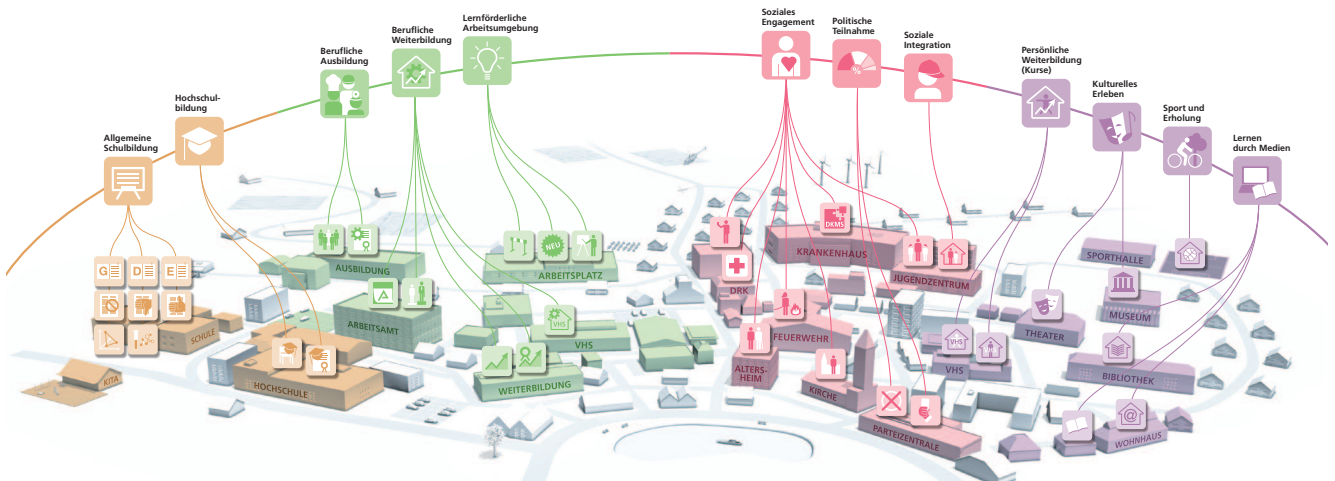 Allgemeine
Schulbildung
Hochschul-
bildung
Berufliche
Ausbildung
Berufliche
Weiterbildung
Lernförderliche
Arbeitsumgebung
Soziales
Engagement
Politische
Teilnahme
Soziale
Integration
Persönliche
Weiterbildung
(Kurse)
Kulturelles
Erleben
Sport und
Erholung
Lernen
durch Medien
%
G
D
E
NEU
DKMS
AUSBILDUNG
ARBEITSPLATZ
KRANKENHAUS
SPORTHALLE
DRK
JUGENDZENTRUM
A
ARBEITSAMT
MUSEUM
SCHULE
VHS
VHS
FEUERWEHR
VHS
VHS
THEATER
KITA
HOCHSCHULE
WEITERBILDUNG
ALTERS-
HEIM
KIRCHE
BIBLIOTHEK
PARTEIZENTRALE
@
WOHNHAUS